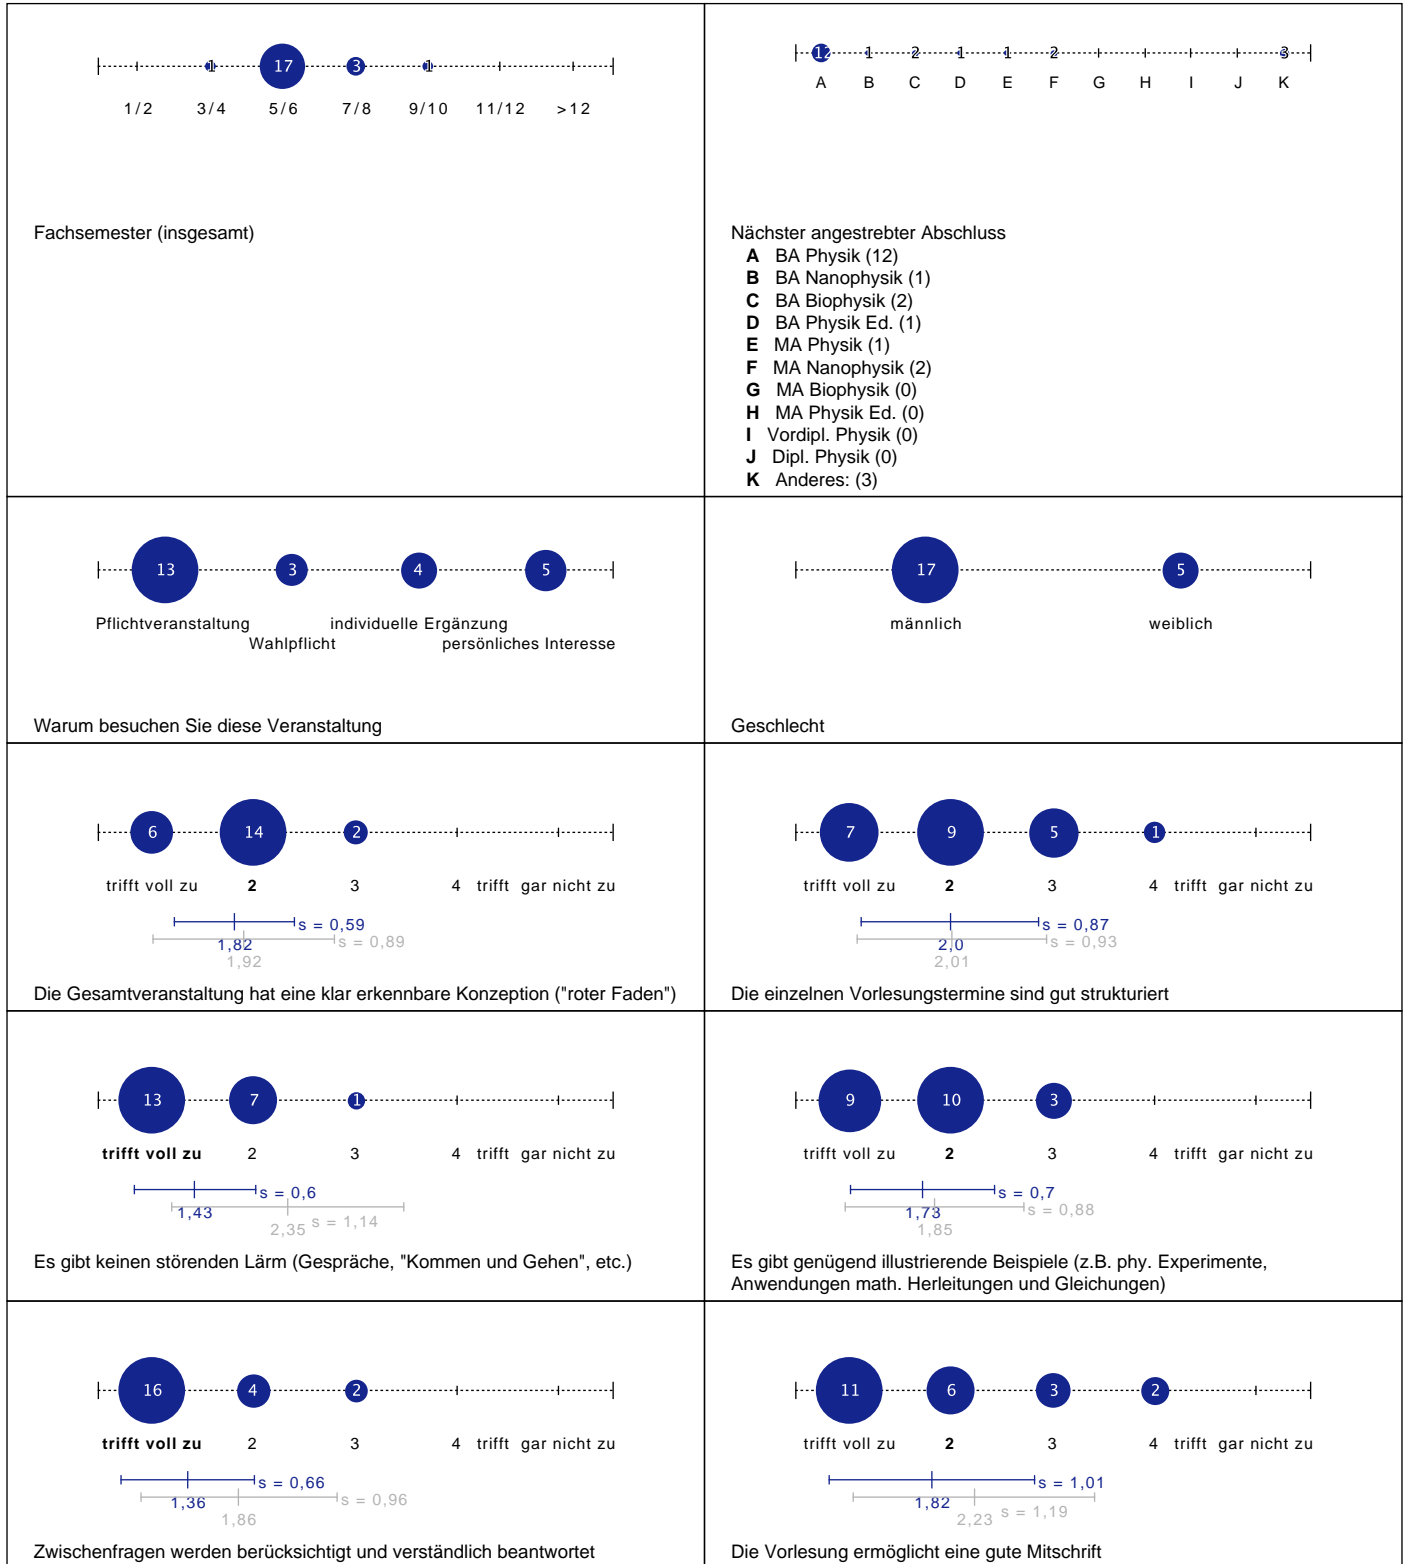 1 17 3 1
1/2 3/4 5/6 7/8 9/10 11/12 >12
Fachsemester (insgesamt)
12 1 2 1 1 2 3
A B C D E F G H I J K
Nächster angestrebter Abschluss
A BA Physik (12)
B BA Nanophysik (1)
C BA Biophysik (2)
D BA Physik Ed. (1)
E MA Physik (1)
F MA Nanophysik (2)
G MA Biophysik (0)
H MA Physik Ed. (0)
I Vordipl. Physik (0)
J Dipl. Physik (0)
K Anderes: (3)
13 3 4 5
Pflichtveranstaltung individuelle Ergänzung
Wahlpflicht persönliches Interesse
Warum besuchen Sie diese Veranstaltung
17 5
männlich weiblich
Geschlecht
6 14 2
trifft voll zu 2 3 4 trifft gar nicht zu
s = 0,59
1,82 s = 0,89
1,92
Die Gesamtveranstaltung hat eine klar erkennbare Konzeption ("roter Faden")
7 9 5 1
trifft voll zu 2 3 4 trifft gar nicht zu
s = 0,87
2,0 s = 0,93
2,01
Die einzelnen Vorlesungstermine sind gut strukturiert
13 7 1
trifft voll zu 2 3 4 trifft gar nicht zu
s = 0,6
1,43
2,35 s = 1,14
Es gibt keinen störenden Lärm (Gespräche, "Kommen und Gehen", etc.)
9 10 3
trifft voll zu 2 3 4 trifft gar nicht zu
s = 0,7
1,73 s = 0,88
1,85
Es gibt genügend illustrierende Beispiele (z.B. phy. Experimente,
Anwendungen math. Herleitungen und Gleichungen)
16 4 2
trifft voll zu 2 3 4 trifft gar nicht zu
s = 0,66
1,36 s = 0,96
1,86
Zwischenfragen werden berücksichtigt und verständlich beantwortet
11 6 3 2
trifft voll zu 2 3 4 trifft gar nicht zu
s = 1,01
1,82
2,23 s = 1,19
Die Vorlesung ermöglicht eine gute Mitschrift